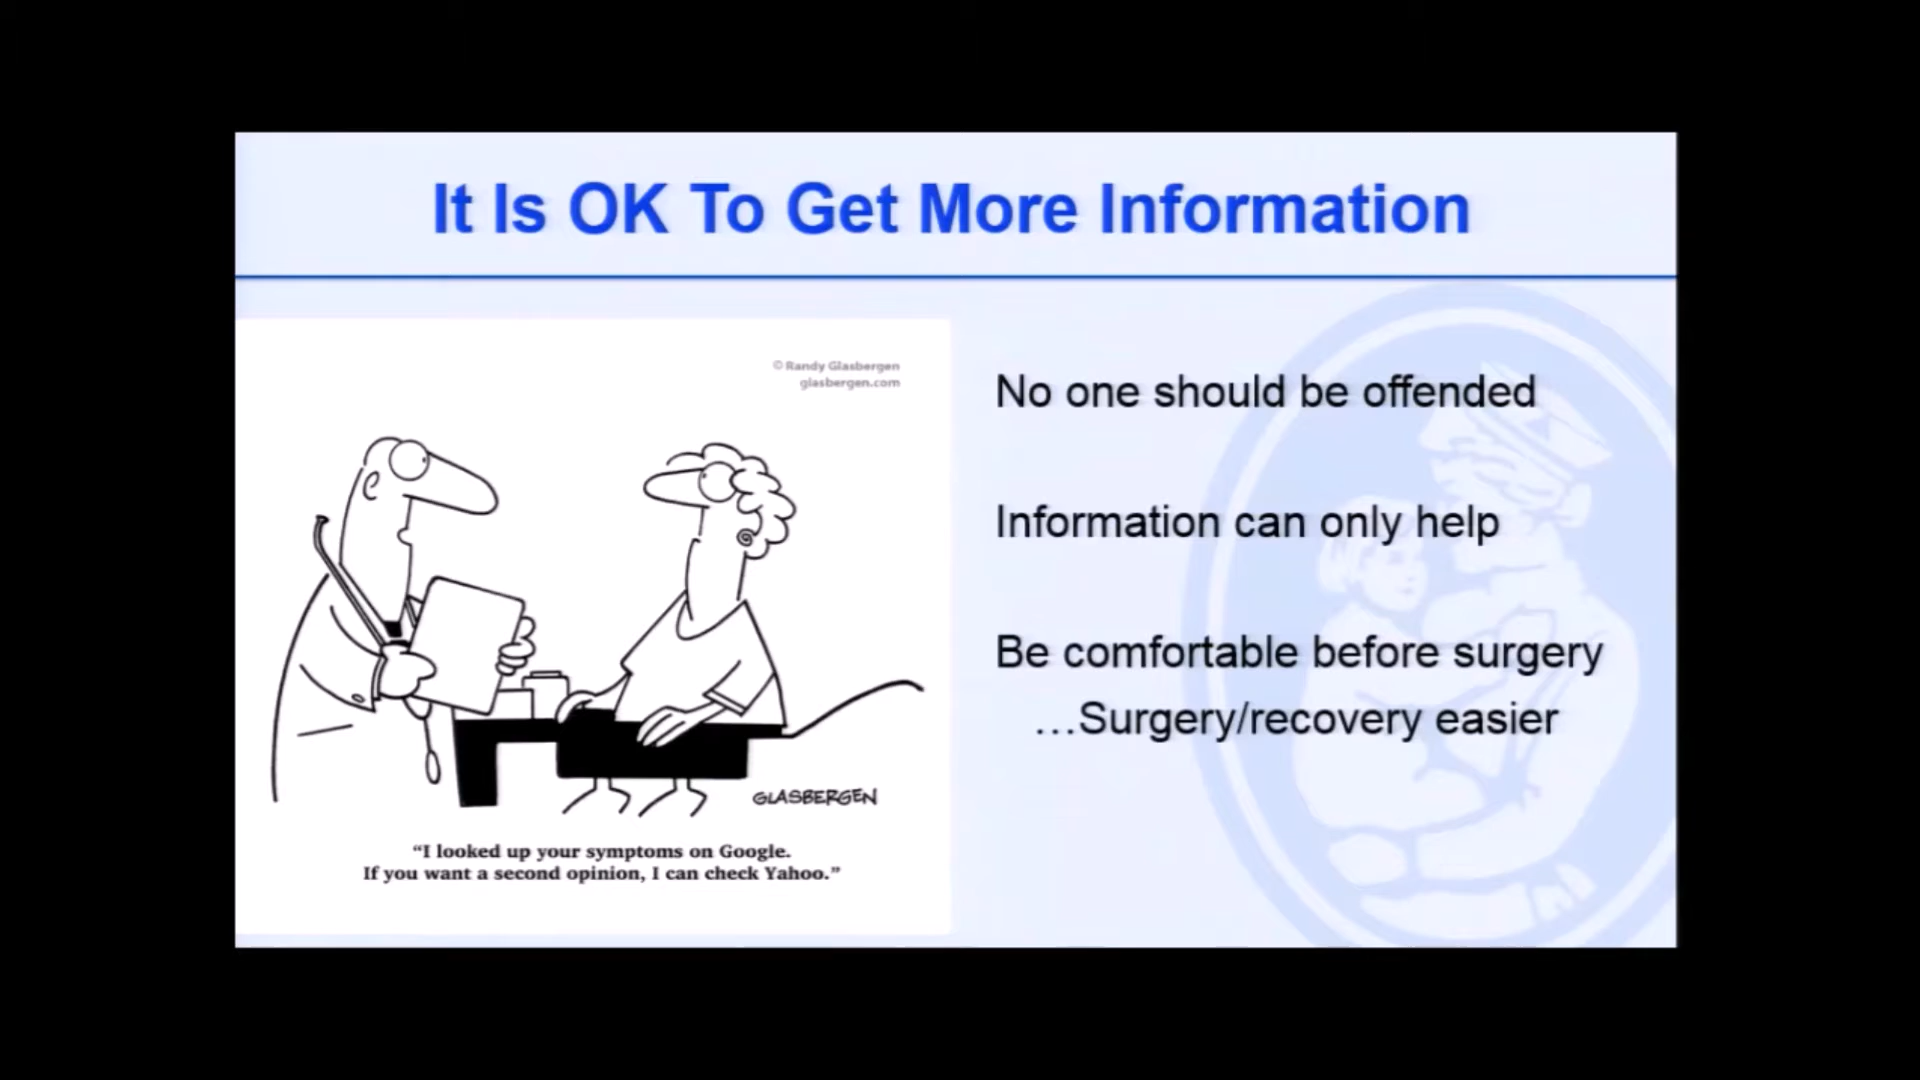 It Is OK To Get More Information
© Randy Glasbergen
glasbergen.com
GLASBERGEN
“I looked up your symptoms on Google.
If you want a second opinion, I can check Yahoo.”
No one should be offended
Information can only help
Be comfortable before surgery
…Surgery/recovery easier